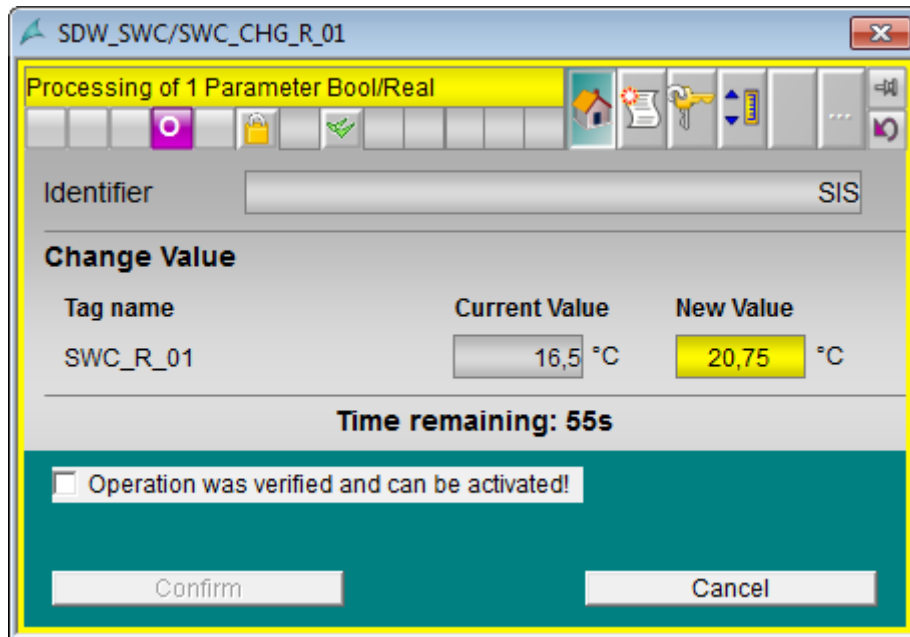 SDW_SWC/SWC_CHG_R_01
Processing of 1 Parameter Bool/Real
O
...
Identifier SIS
Change Value
Tag name Current Value New Value
SWC_R_01 16,5 °C 20,75 °C
Time remaining: 55s
Operation was verified and can be activated!
Confirm Cancel